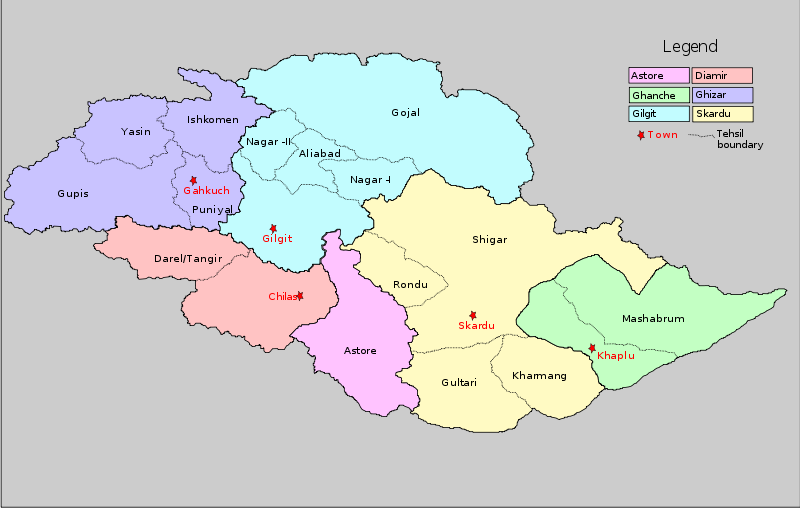 Legend
Astore
Diamir
Ghanche
Ghizar
Gilgit
Skardu
Town
Tehsil
boundary
Gojal
Ishkomen
Yasin
Nagar -II
Aliabad
Nagar -I
Gahkuch
Gupis
Puniyal
Gilgit
Shigar
Darel/Tangir
Rondu
Chilas
Mashabrum
Skardu
Astore
Khaplu
Kharmang
Gultari